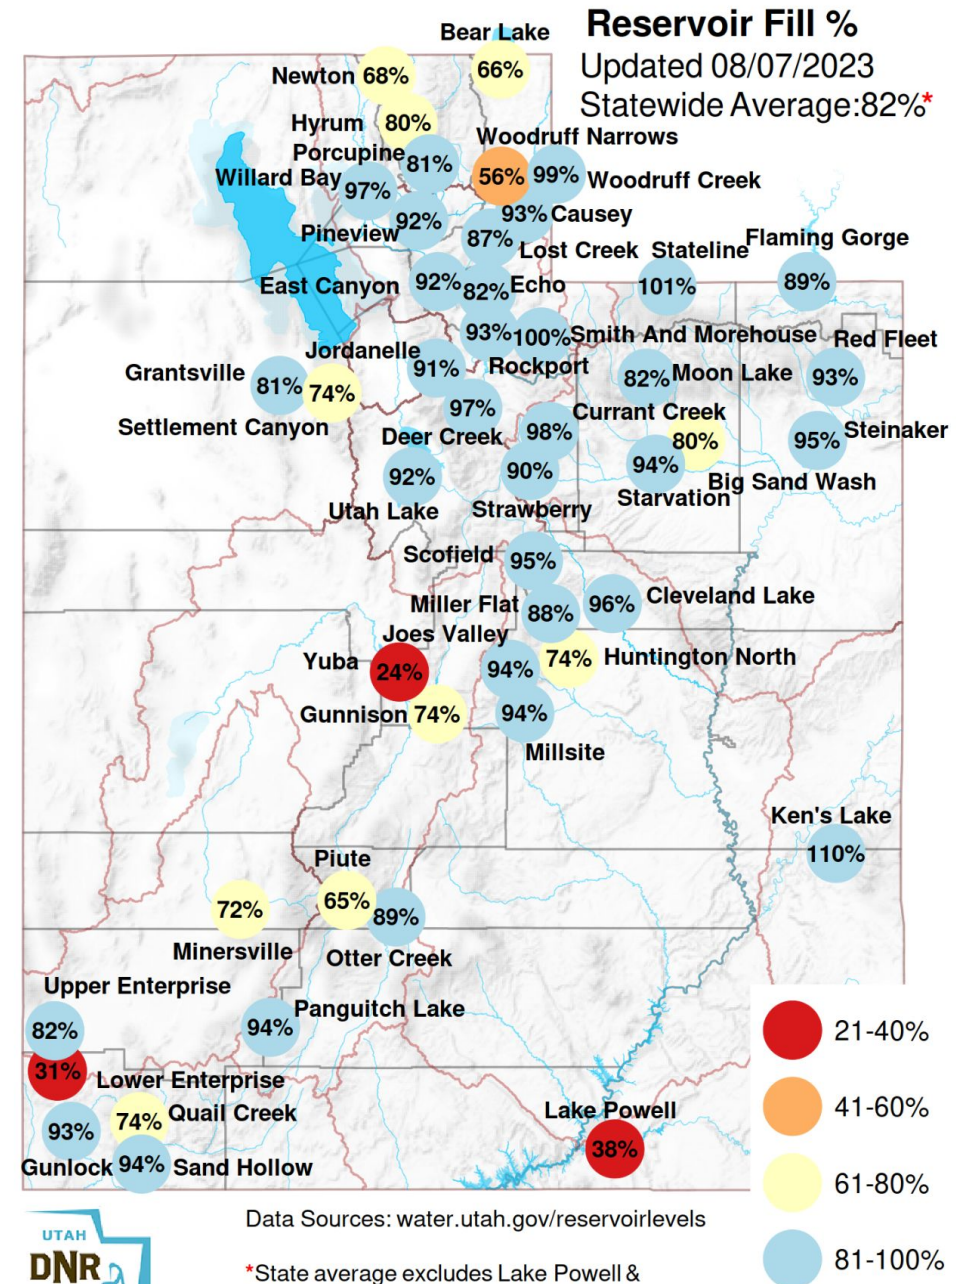 Reservoir Fill %
Updated 08/07/2023
Statewide Average:82%*
Bear Lake
66%
Newton 68%
Hyrum 80%
Woodruff Narrows
56%
Porcupine 81%
Willard Bay 97%
99% Woodruff Creek
93% Causey
Pineview 92%
87% Lost Creek
Stateline
101%
Flaming Gorge
89%
East Canyon 92%
82% Echo
93% Rockport
100% Smith And Morehouse
Red Fleet
93%
Jordanelle
91%
Grantsville 81%
74%
Settlement Canyon
82% Moon Lake
97%
Deer Creek
Currant Creek
98%
80%
Big Sand Wash
95% Steinaker
94%
Starvation
92%
Utah Lake
90%
Strawberry
Scofield 95%
Miller Flat 88%
96% Cleveland Lake
Joes Valley
94%
74% Huntington North
Yuba 24%
Gunnison 74%
94%
Millsite
Ken's Lake
110%
Piute
65%
72%
Minersville
89%
Otter Creek
Upper Enterprise
82%
94% Panguitch Lake
31% Lower Enterprise
74% Quail Creek
93%
Gunlock
94% Sand Hollow
Lake Powell
38%
21-40%
41-60%
61-80%
81-100%
Data Sources: water.utah.gov/reservoirlevels
*State average excludes Lake Powell &
UTAH
DNR